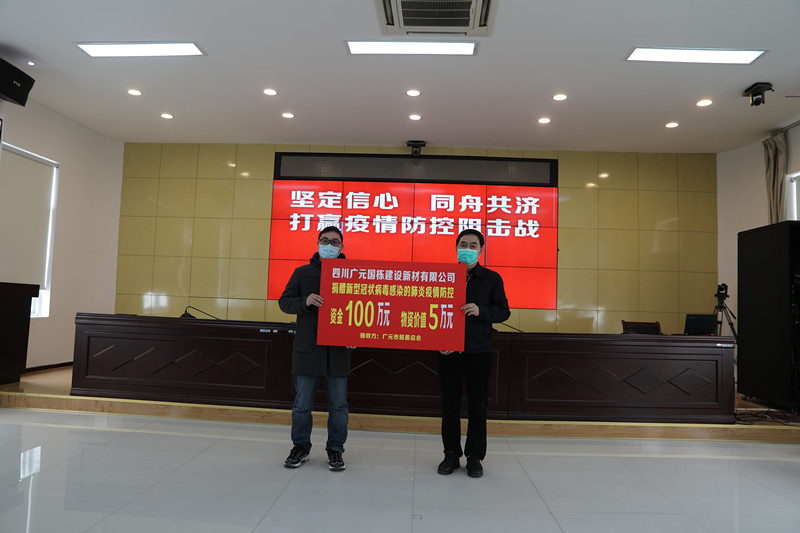 坚定信心 同舟共济
打赢疫情防控阻击战
四川广元国栋建设新材有限公司
捐赠新型冠状病毒感染的肺炎疫情防控
资金100万元 物资价值5万元
接收方：广元市慈善总会